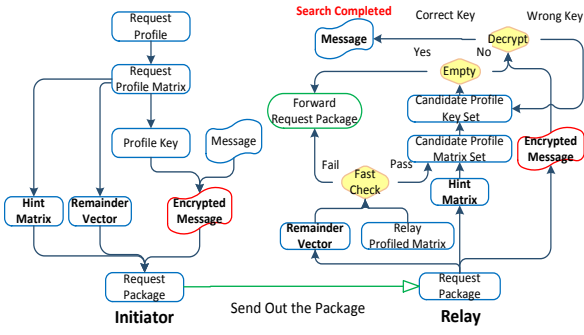 Request
Profile
Request
Profile Matrix
Profile Key
Message
Hint
Matrix
Remainder
Vector
Encrypted
Message
Request
Package
Initiator
Send Out the Package
Search Completed
Message
Correct Key
Wrong Key
Decrypt
Yes
No
Empty
Forward
Request Package
Candidate Profile
Key Set
Candidate Profile
Matrix Set
Encrypted
Message
Fail
Pass
Fast
Check
Hint
Matrix
Remainder
Vector
Relay
Profiled Matrix
Request
Package
Relay